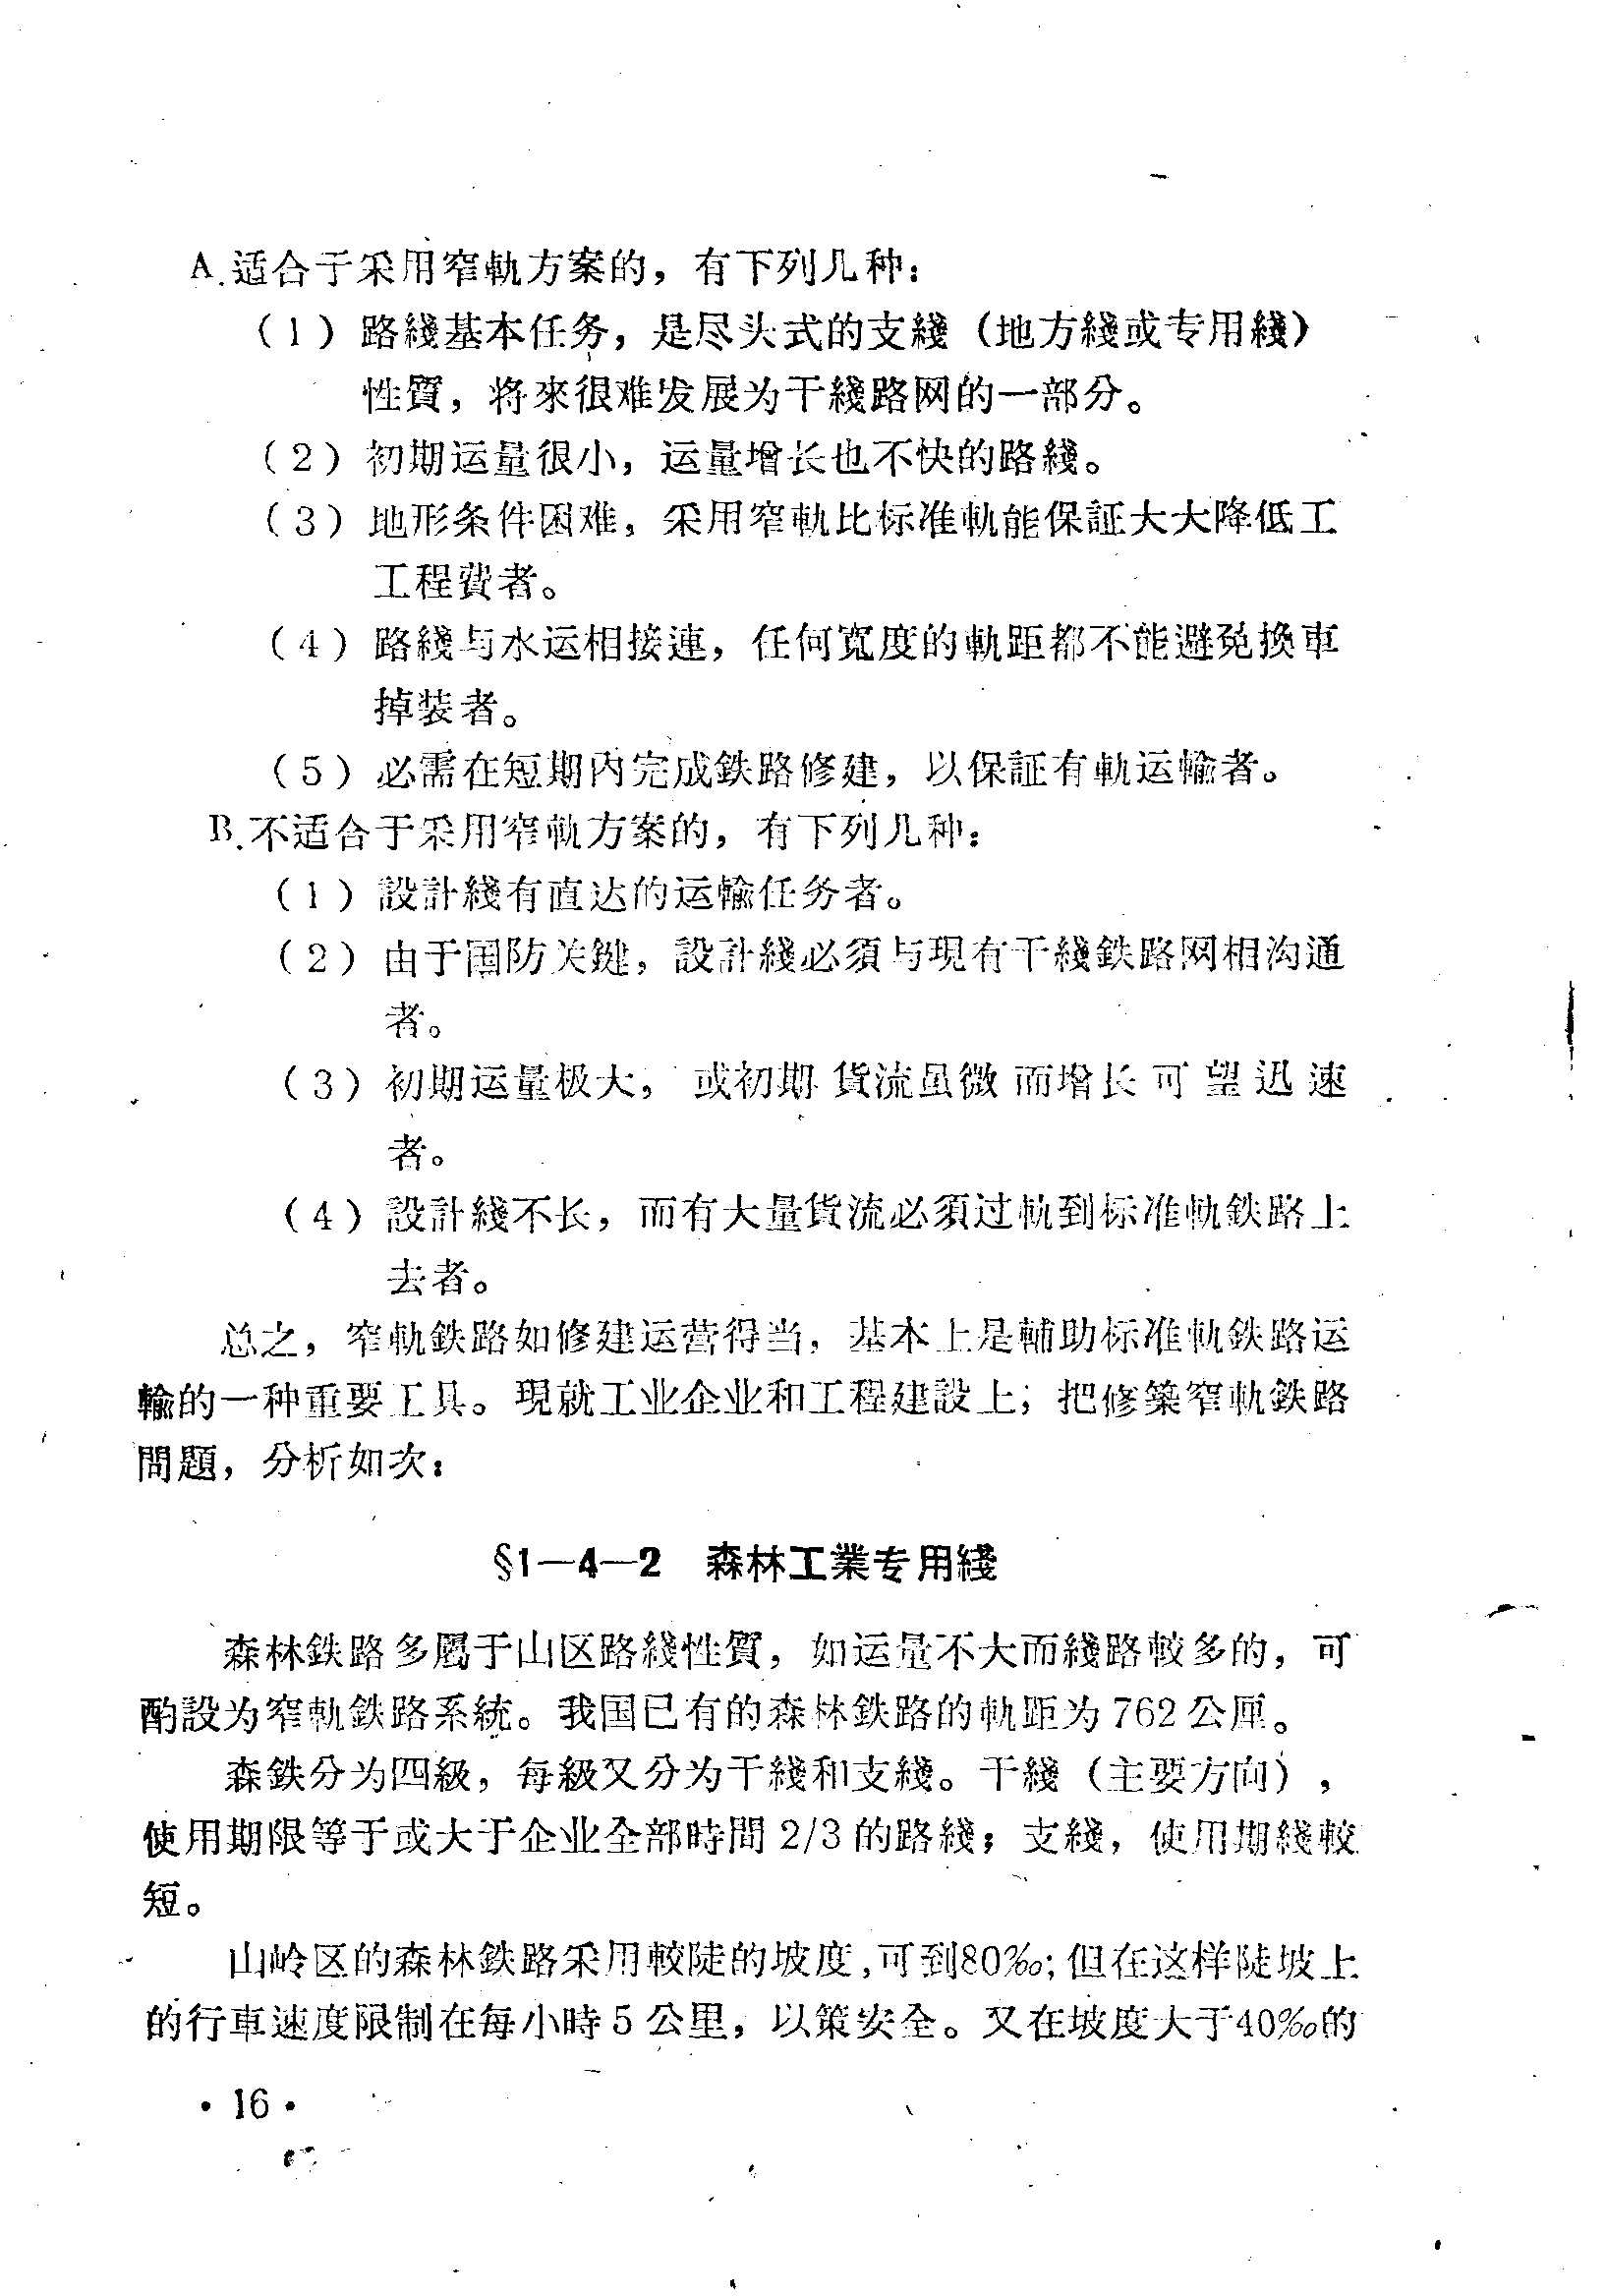 A.适合于采用窄軌方案的，有下列几种：
（1）路綫基本任务，是尽头式的支綫（地方綫或专用綫）
性質，将來很难发展为干綫路网的一部分。
（2）初期运量很小，运量增长也不快的路綫。
（3）地形条件困难，采用窄軌比标准軌能保証大大降低工
工程費者。
（4）路綫与水运相接連，任何寬度的軌距都不能避免換車
掉装者。
（5）必需在短期内完成鉄路修建，以保証有軌运輸者。
B.不适合于采用窄軌方案的，有下列几种：
（1）設計綫有直达的运輸任务者。
（2）由于国防关鍵，設計綫必須与現有干綫鉄路网相沟通
者。
（3）初期运量极大，或初期貨流虽微而增长可望迅速
者。
（4）設計綫不长，而有大量貨流必須过軌到标准軌鉄路上
去者。
总之，窄軌鉄路如修建运营得当，基本上是輔助标准軌鉄路运
輸的一种重要工具。現就工业企业和工程建設上；把修築窄軌鉄路
問題，分析如次：
§1—4—2 森林工業专用綫
森林鉄路多屬于山区路綫性質，如运量不大而綫路較多的，可
酌設为窄軌鉄路系統。我国已有的森林鉄路的軌距为762公厘。
森鉄分为四級，每級又分为干綫和支綫。干綫（主要方向），
使用期限等于或大于企业全部時間2/3的路綫；支綫，使用期綫較
短。
山岭区的森林鉄路采用較陡的坡度，可到80‰；但在这样陡坡上
的行車速度限制在每小時5公里，以策安全。又在坡度大于40‰的
·16·